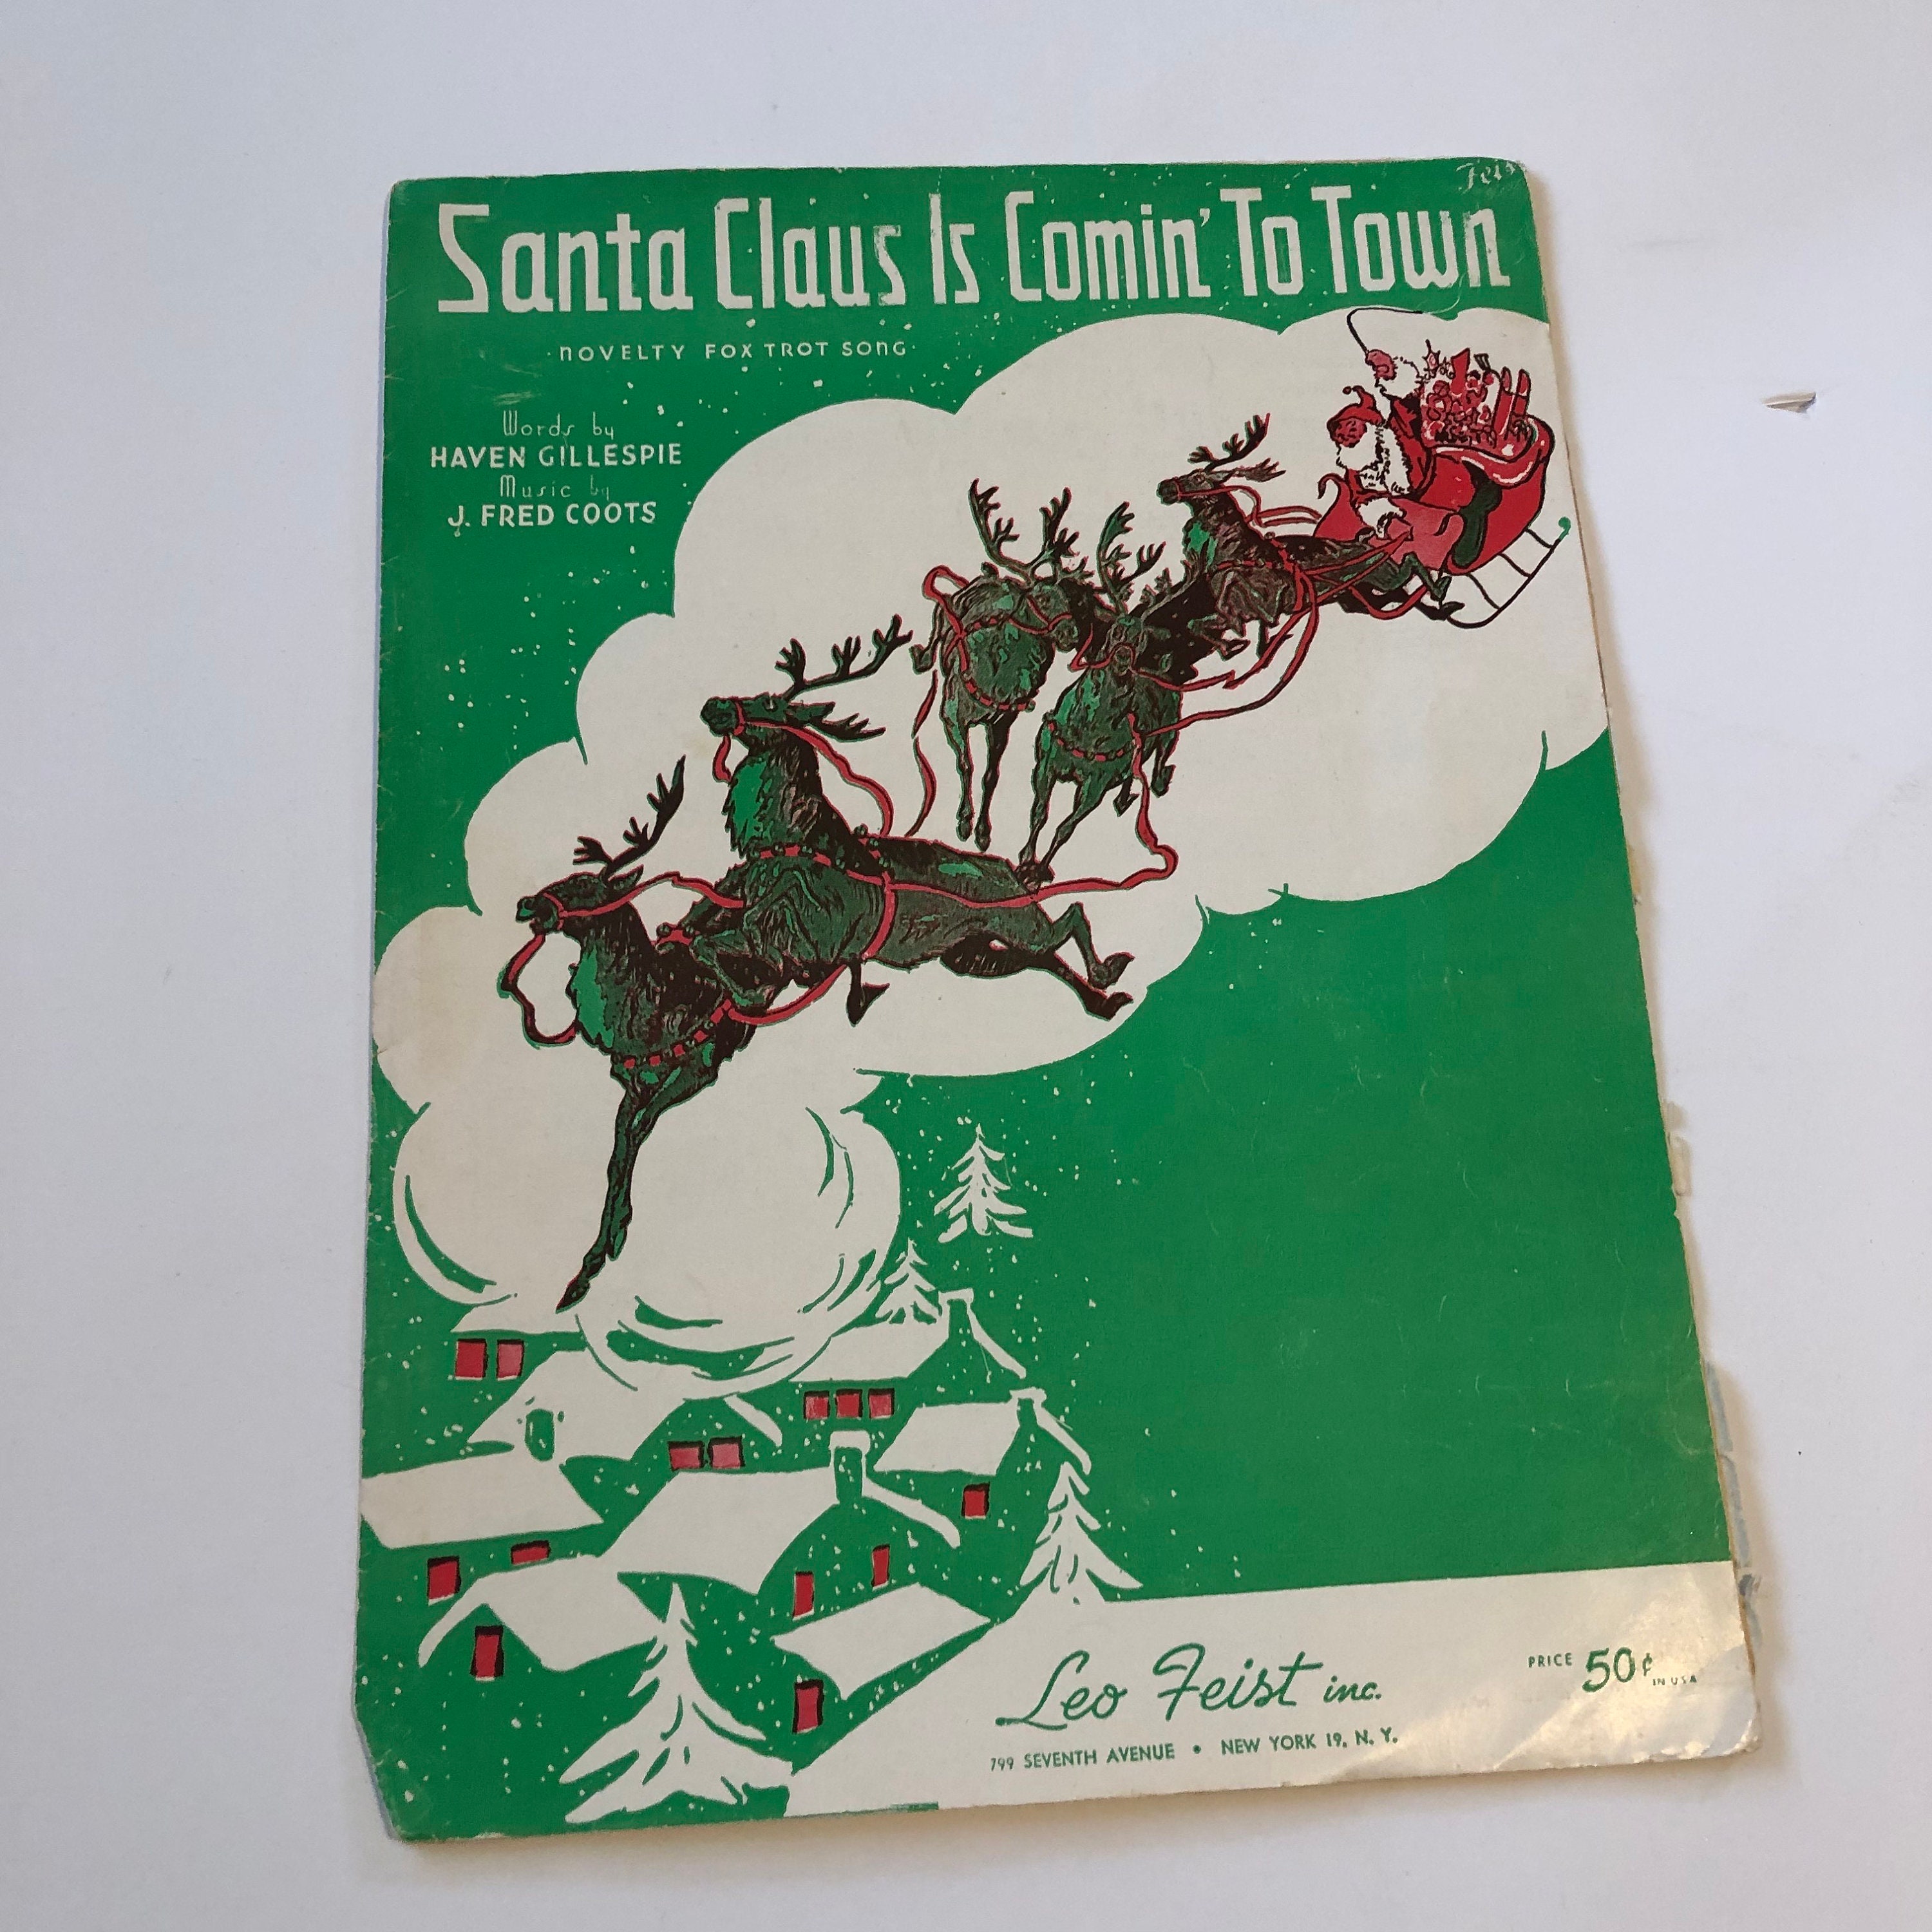 Feist
Santa Claus Is Comin' To Town
·NOVELTY FOX TROT SONG·
Words by
HAVEN GILLESPIE
Music by
J. FRED COOTS
Leo Feist inc.
799 SEVENTH AVENUE • NEW YORK 19, N. Y.
PRICE 50¢ IN USA